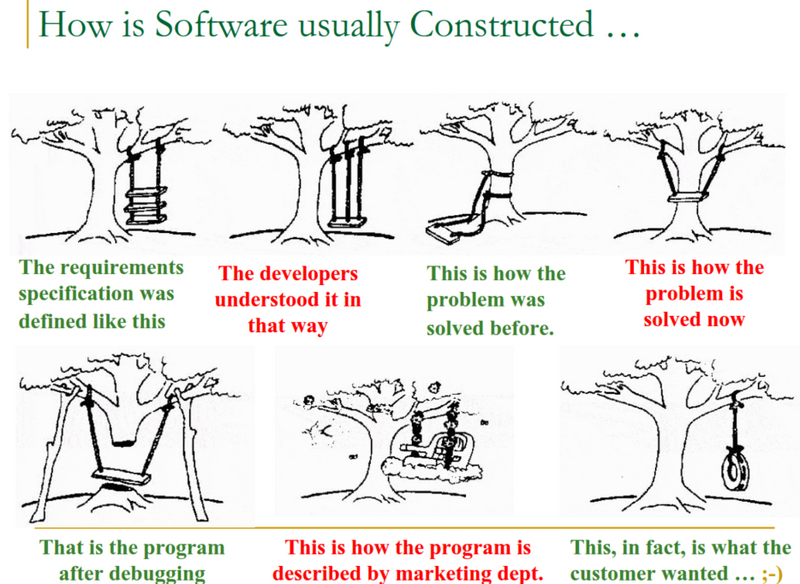 How is Software usually Constructed …
The requirements
specification was
defined like this
The developers
understood it in
that way
This is how the
problem was
solved before.
This is how the
problem is
solved now
That is the program
after debugging
This is how the program is
described by marketing dept.
This, in fact, is what the
customer wanted … ;-)